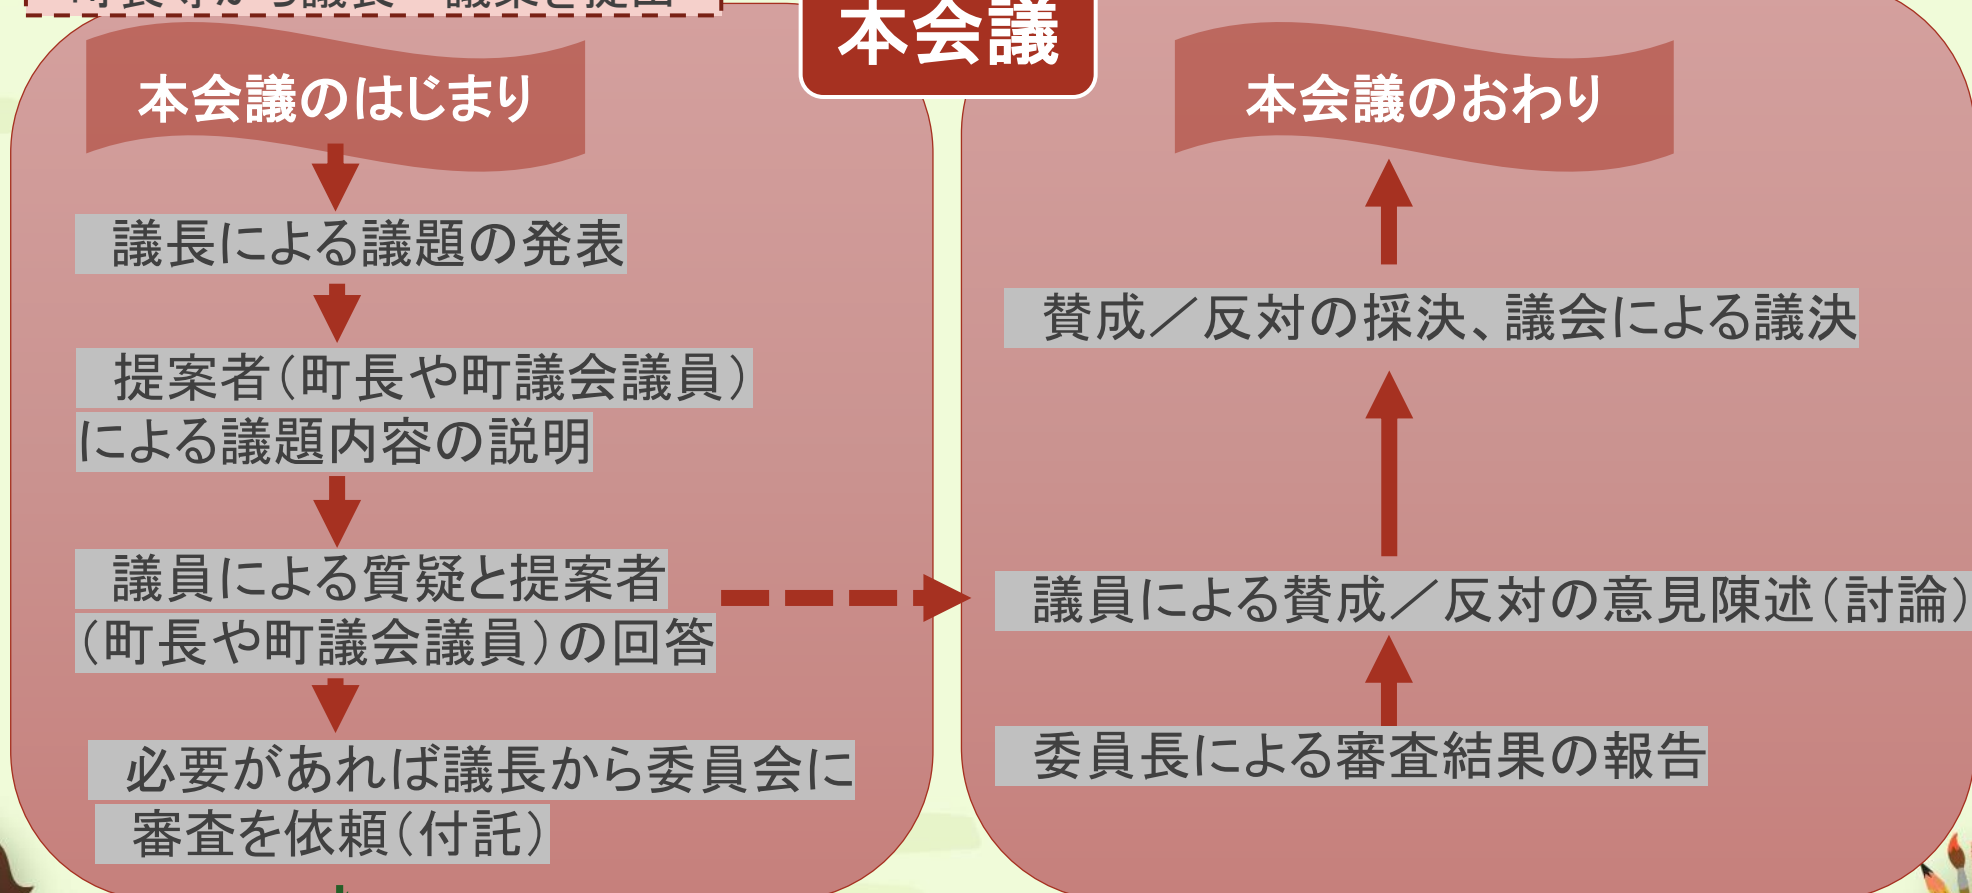 本会議
本会議のはじまり
議長による議題の発表
提案者(町長や町議会議員)
による議題内容の説明
議員による質疑と提案者
(町長や町議会議員)の回答
必要があれば議長から委員会に
審査を依頼(付託)
本会議のおわり
賛成/反対の採決、議会による議決
議員による賛成/反対の意見陳述(討論)
委員長による審査結果の報告